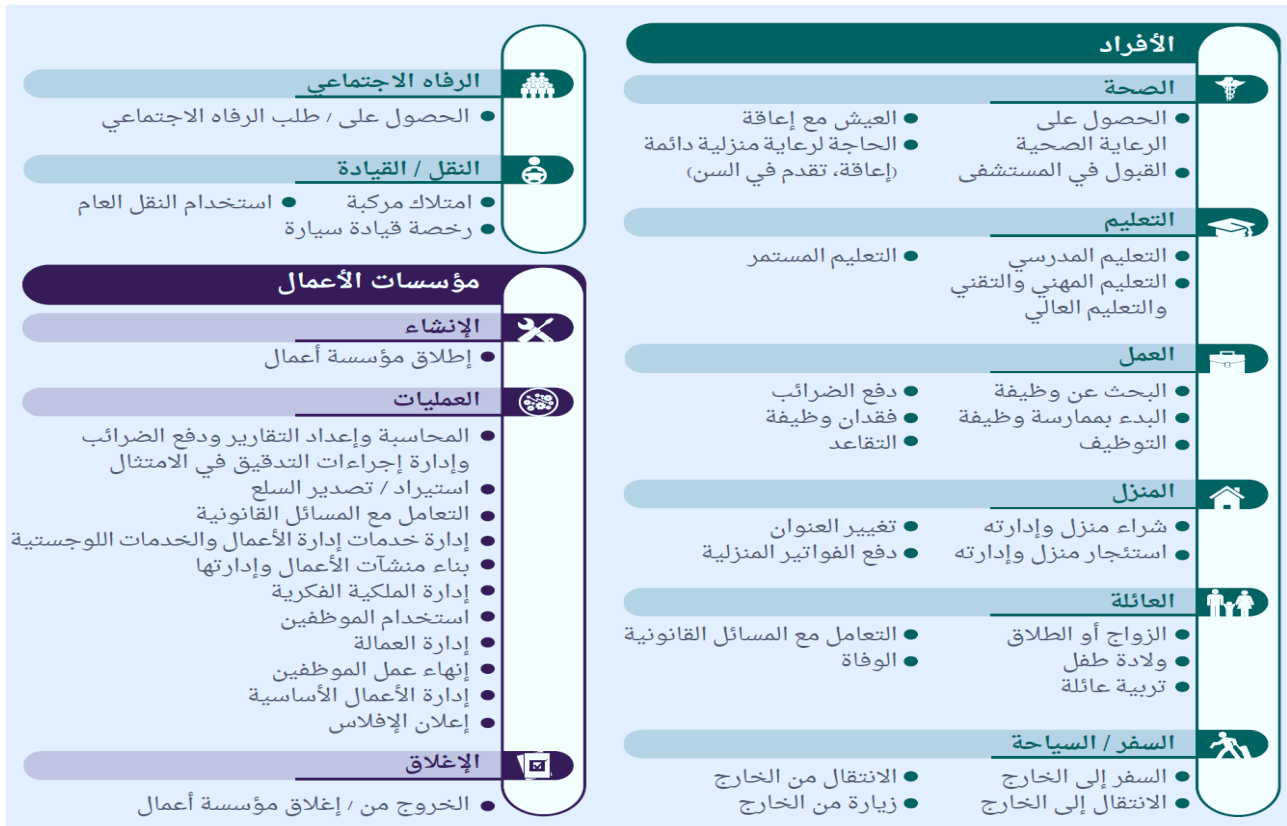 الأفراد
الصحة
الحصول على
الرعاية الصحية
القبول في المستشفى
العيش مع إعاقة
الحاجة لرعاية منزلية دائمة
(إعاقة، تقدم في السن)
التعليم
التعليم المدرسي
التعليم المهني والتقني
والتعليم العالي
التعليم المستمر
العمل
البحث عن وظيفة
البدء بممارسة وظيفة
التوظيف
دفع الضرائب
فقدان وظيفة
التقاعد
المنزل
شراء منزل وإدارته
استئجار منزل وإدارته
تغيير العنوان
دفع الفواتير المنزلية
العائلة
الزواج أو الطلاق
ولادة طفل
تربية عائلة
التعامل مع المسائل القانونية
الوفاة
السفر / السياحة
السفر إلى الخارج
الانتقال إلى الخارج
الانتقال من الخارج
زيارة من الخارج
الرفاه الاجتماعي
الحصول على / طلب الرفاه الاجتماعي
النقل / القيادة
امتلاك مركبة
رخصة قيادة سيارة
استخدام النقل العام
مؤسسات الأعمال
الإنشاء
إطلاق مؤسسة أعمال
العمليات
المحاسبة وإعداد التقارير ودفع الضرائب
وإدارة إجراءات التدقيق في الامتثال
استيراد / تصدير السلع
التعامل مع المسائل القانونية
إدارة خدمات إدارة الأعمال والخدمات اللوجستية
بناء منشآت الأعمال وإدارتها
إدارة الملكية الفكرية
استخدام الموظفين
إدارة العمالة
إنهاء عمل الموظفين
إدارة الأعمال الأساسية
إعلان الإفلاس
الإغلاق
الخروج من / إغلاق مؤسسة أعمال